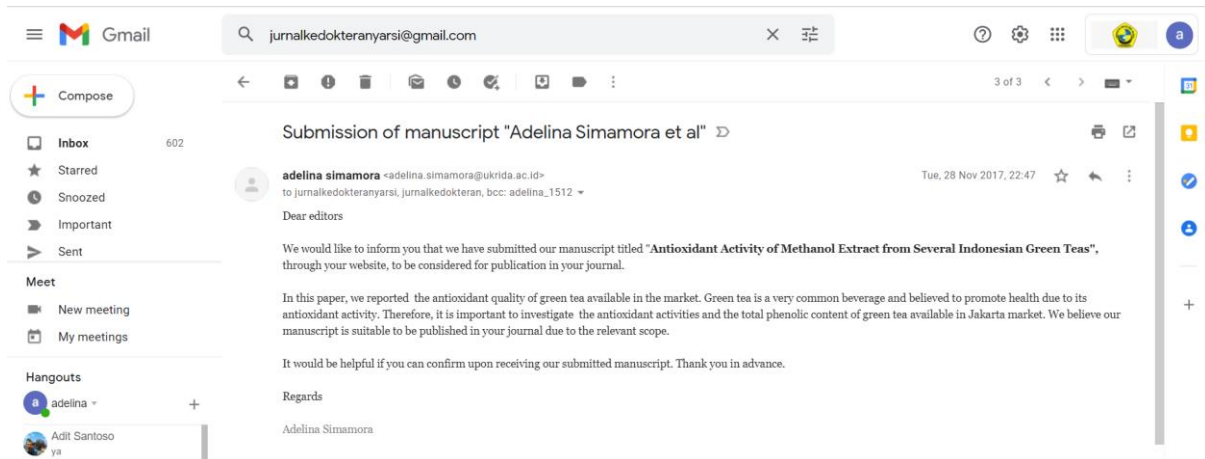 Gmail
jurnalkedokteranyarsi@gmail.com
a
Compose
3 of 3
31
Submission of manuscript "Adelina Simamora et al"
Inbox 602
Starred
Snoozed
Important
Sent
adelina simamora <adelina.simamora@ukrida.ac.id>
Tue, 28 Nov 2017, 22:47
to jurnalkedokteranyarsi, jurnalkedokteran, bcc: adelina_1512
Dear editors
We would like to inform you that we have submitted our manuscript titled "Antioxidant Activity of Methanol Extract from Several Indonesian Green Teas",
through your website, to be considered for publication in your journal.
In this paper, we reported the antioxidant quality of green tea available in the market. Green tea is a very common beverage and believed to promote health due to its
antioxidant activity. Therefore, it is important to investigate the antioxidant activities and the total phenolic content of green tea available in Jakarta market. We believe our
manuscript is suitable to be published in your journal due to the relevant scope.
It would be helpful if you can confirm upon receiving our submitted manuscript. Thank you in advance.
Regards
Adelina Simamora
Meet
New meeting
My meetings
Hangouts
a adelina
Adit Santoso
ya